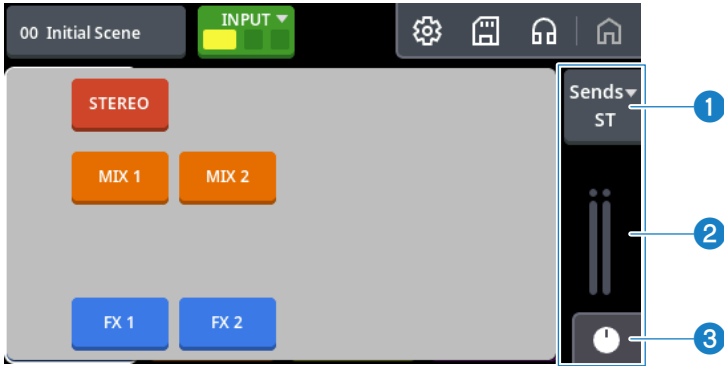 00 Initial Scene
INPUT
Sends
ST
1
STEREO
MIX 1 MIX 2
2
FX 1 FX 2
3